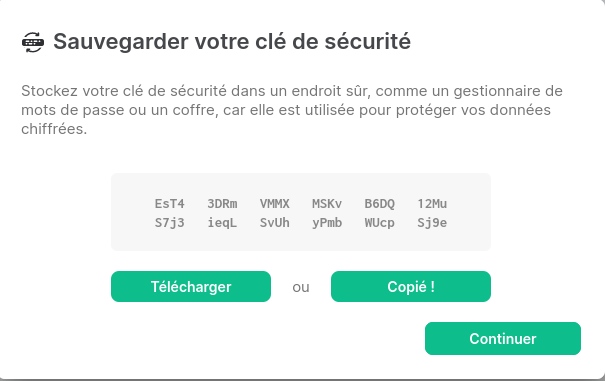 Sauvegarder votre clé de sécurité
Stockez votre clé de sécurité dans un endroit sûr, comme un gestionnaire de
mots de passe ou un coffre, car elle est utilisée pour protéger vos données
chiffrées.
EsT4 3DRm VMMX MSKv B6DQ 12Mu
S7j3 ieqL SvUh yPmb WUcp Sj9e
Télécharger ou Copié !
Continuer